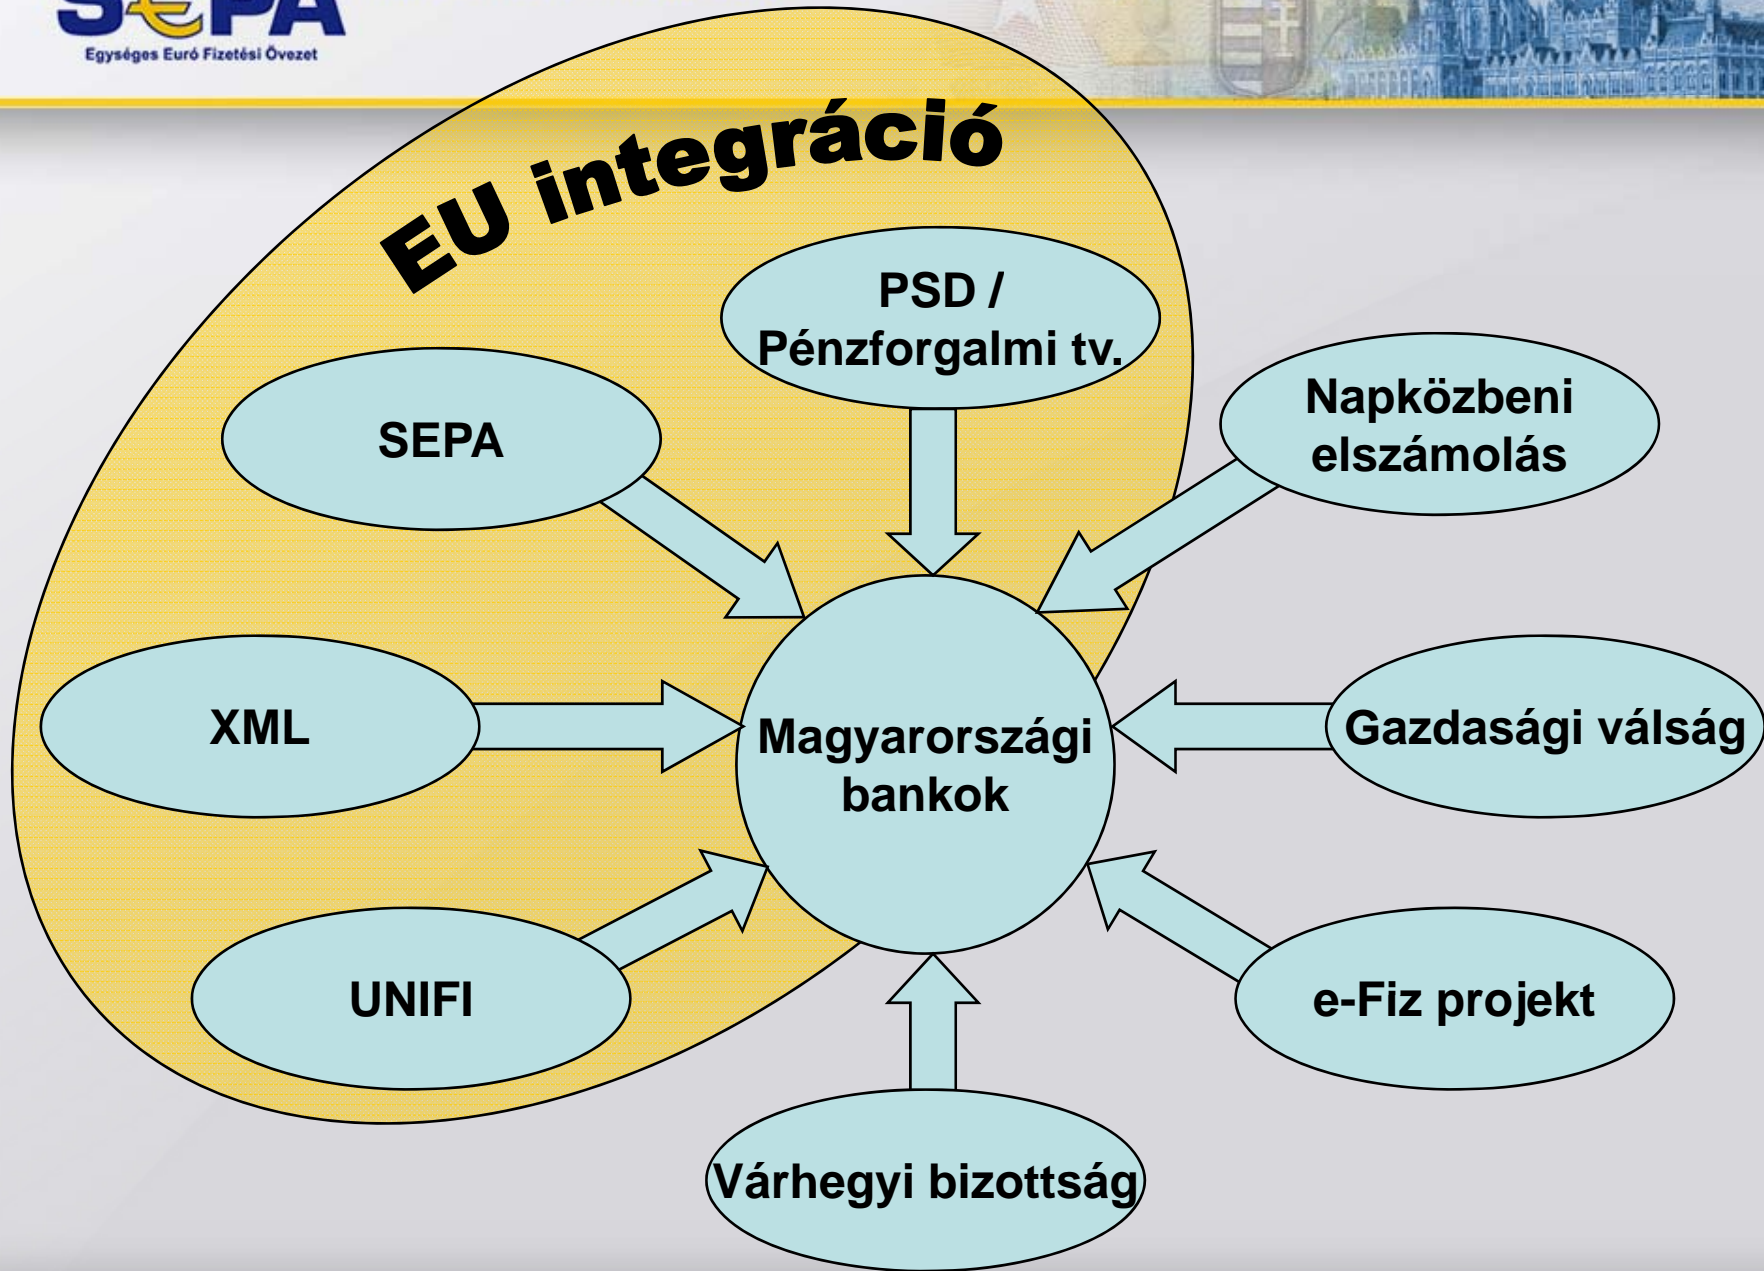 SEPA
Egységes Euró Fizetési Övezet
EU integráció
PSD /
Pénzforgalmi tv.
Napközbeni
elszámolás
SEPA
XML
Magyarországi
bankok
Gazdasági válság
UNIFI
e-Fiz projekt
Várhegyi bizottság